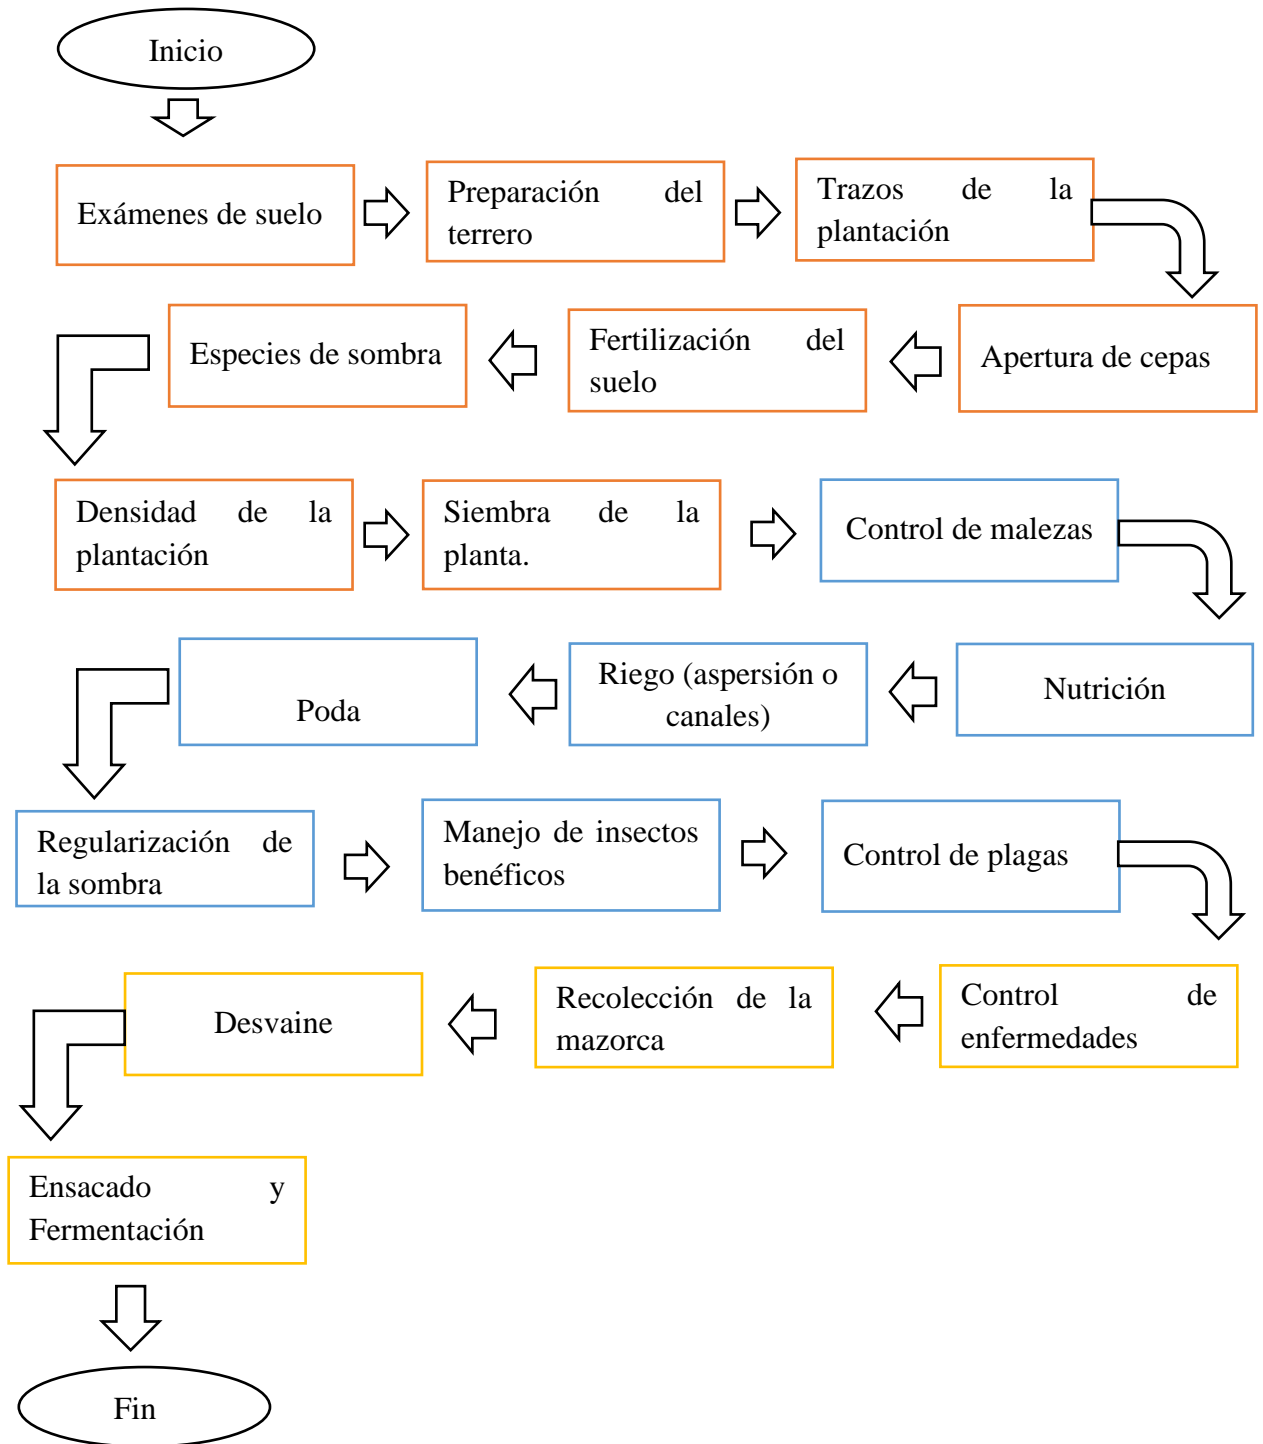 Inicio
Exámenes de suelo
Preparación del
terrero
Trazos de la
plantación
Apertura de cepas
Fertilización del
suelo
Especies de sombra
Densidad de la
plantación
Siembra de la
planta.
Control de malezas
Nutrición
Riego (aspersión o
canales)
Poda
Regularización de
la sombra
Manejo de insectos
benéficos
Control de plagas
Control de
enfermedades
Recolección de la
mazorca
Desvaine
Ensacado y
Fermentación
Fin